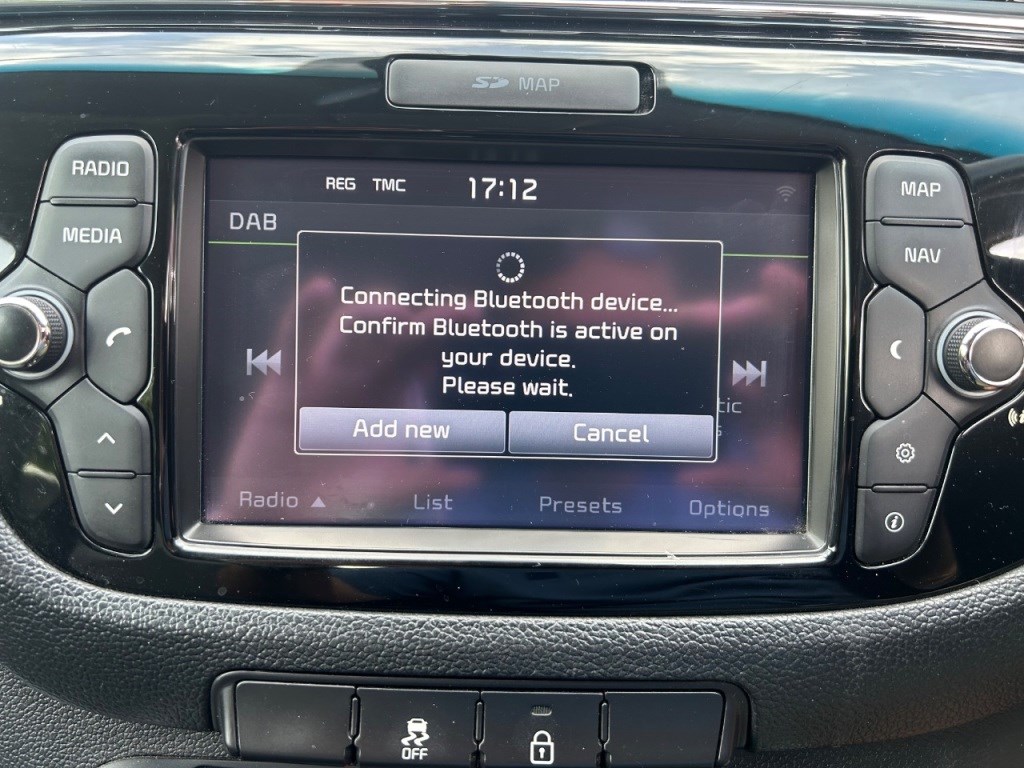 SD MAP
RADIO
MEDIA
MAP
NAV
REG TMC 17:12
DAB
Connecting Bluetooth device...
Confirm Bluetooth is active on
your device.
Please wait.
Add new Cancel
tic
s
Radio ▲ List Presets Options
OFF